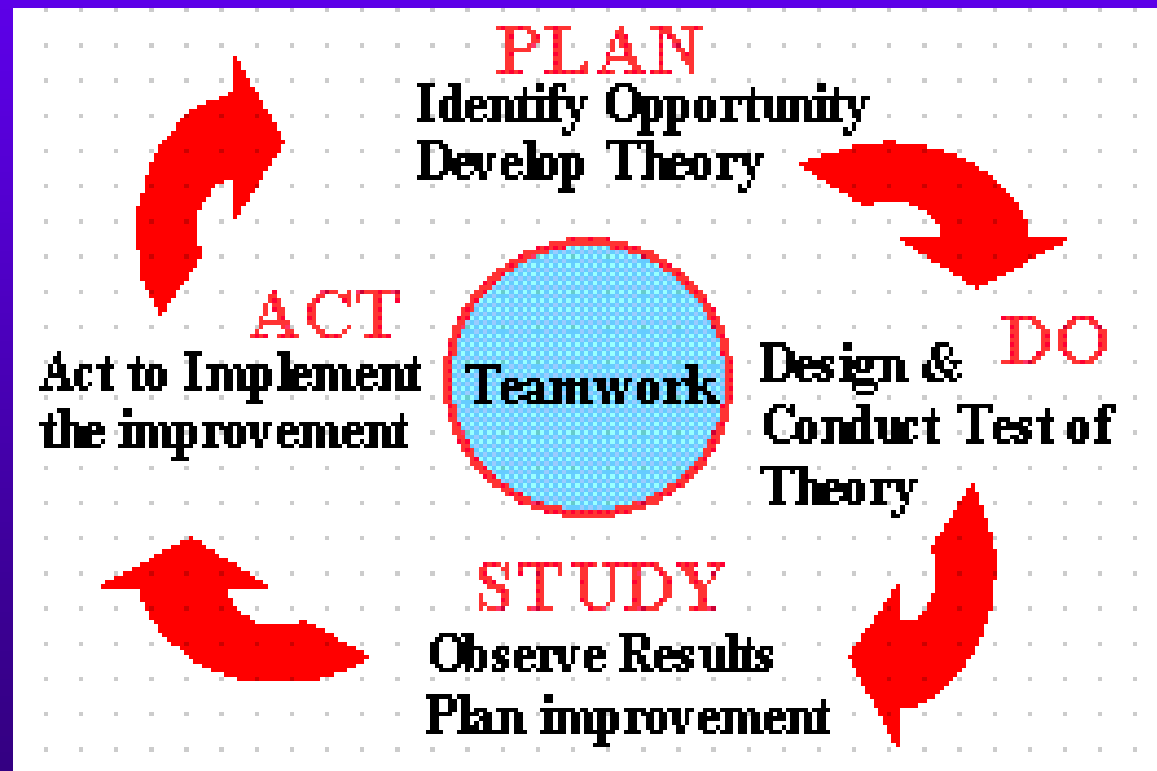 PLAN
Identify Opportunity
Develop Theory
DO
Design &
Conduct Test of
Theory
STUDY
Observe Results
Plan improvement
ACT
Act to Implement
the improvement
Teamwork